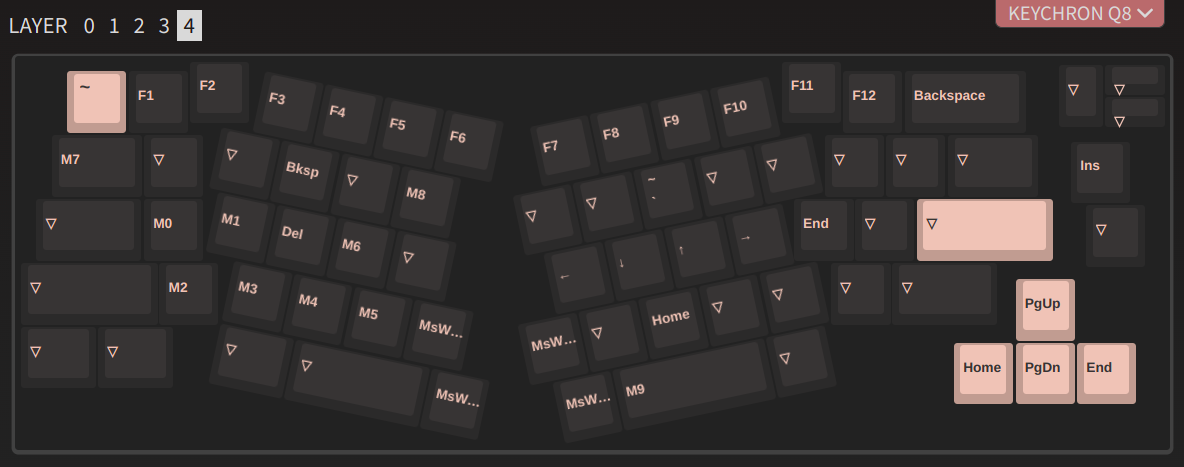 LAYER 0 1 2 3 4
KEYCHRON Q8
~ F1 F2 F3 F4 F5 F6 F7 F8 F9 F10 F11 F12 Backspace ▽ ▽
▽
M7 ▽ ▽ Bksp ▽ M8 ▽ ▽ ~ ▽ ▽ ▽ ▽ ▽ Ins
`
▽ M0 M1 Del M6 ▽ ← ↓ ↑ → End ▽ ▽ ▽
▽ M2 M3 M4 M5 MsW... MsW... ▽ Home ▽ ▽ ▽ ▽ PgUp
▽ ▽ ▽ ▽ MsW... MsW... M9 ▽ Home PgDn End